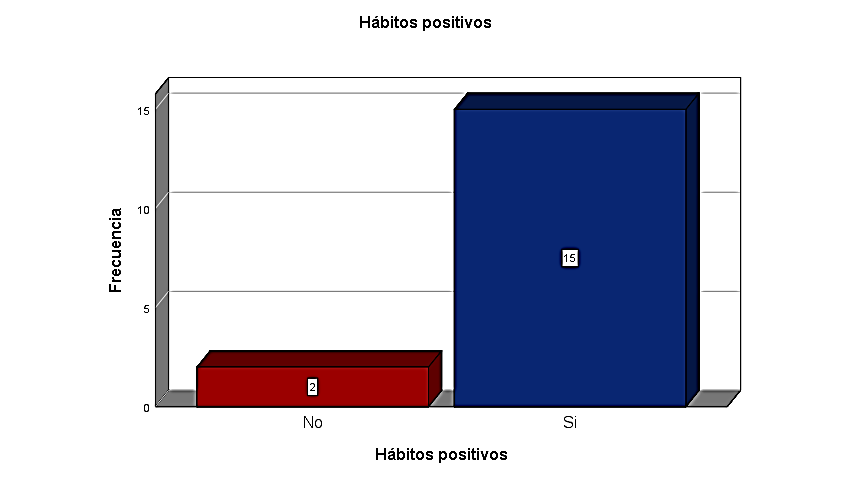 Hábitos positivos
Frecuencia
15
10
5
0
2
15
No
Si
Hábitos positivos